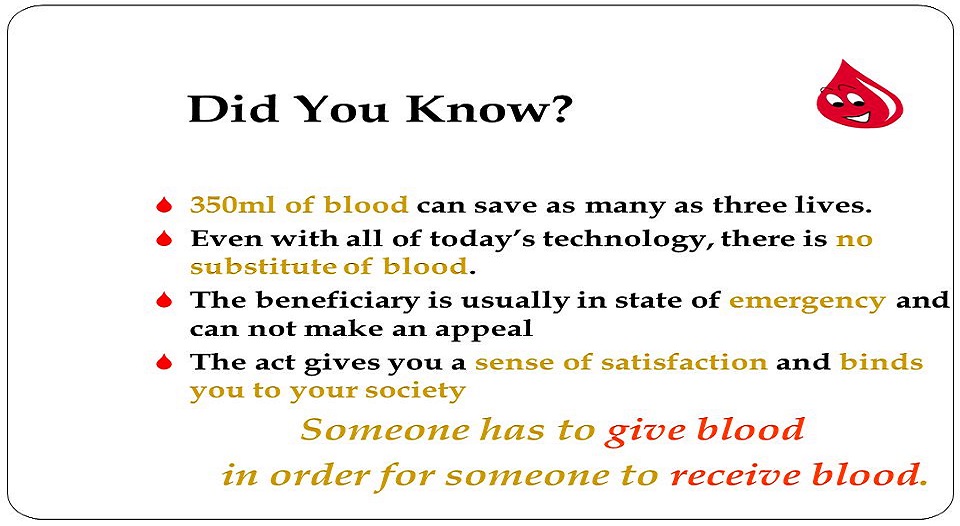 Did You Know?
350ml of blood can save as many as three lives.
Even with all of today's technology, there is no
substitute of blood.
The beneficiary is usually in state of emergency and
can not make an appeal
The act gives you a sense of satisfaction and binds
you to your society
Someone has to give blood
in order for someone to receive blood.